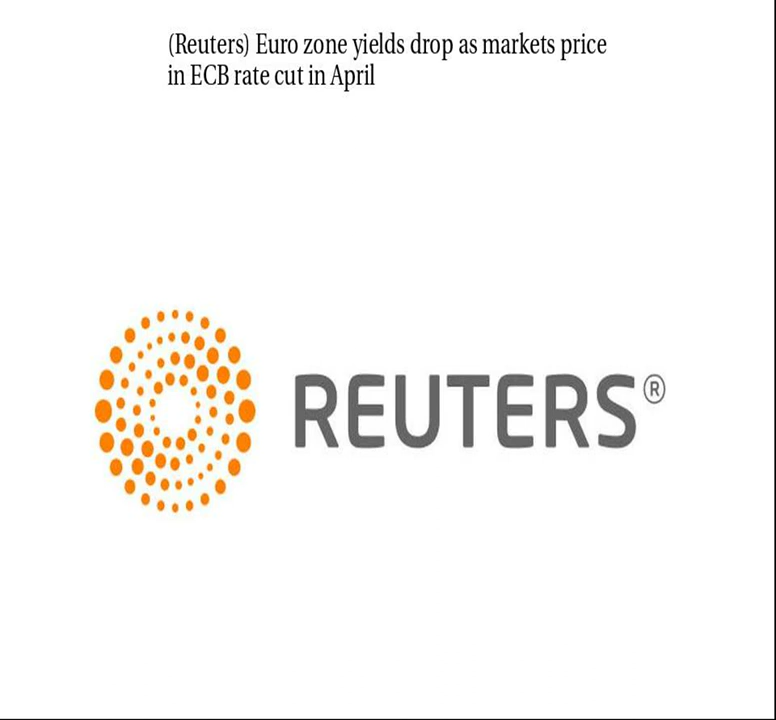 (Reuters) Euro zone yields drop as markets price
in ECB rate cut in April
REUTERS®